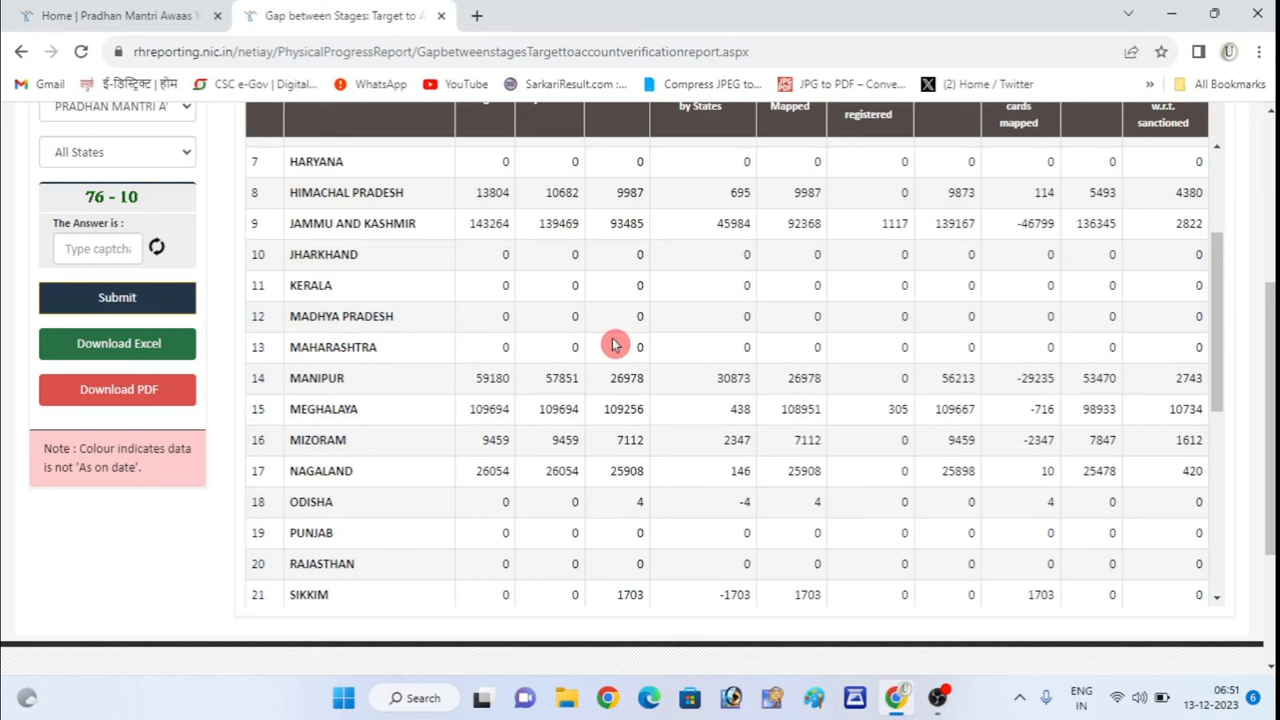 Home | Pradhan Mantri Awaas Y
Gap between Stages: Target to A
rhreporting.nic.in/netiay/PhysicalProgressReport/GapbetweenstagesTargettoaccountverificationreport.aspx
Gmail ई-डिस्ट्रिक्ट | होम CSC e-Gov | Digital... WhatsApp YouTube SarkariResult.com :... Compress JPEG to... JPG to PDF – Conve... (2) Home / Twitter » All Bookmarks
PRADHAN MANTRI A'
All States
76 - 10
The Answer is :
Type captcha
Submit
Download Excel
Download PDF
Note : Colour indicates data
is not 'As on date'.
by States Mapped registered cards mapped w.r.t. sanctioned
7 HARYANA 0 0 0 0 0 0 0 0 0 0
8 HIMACHAL PRADESH 13804 10682 9987 695 9987 0 9873 114 5493 4380
9 JAMMU AND KASHMIR 143264 139469 93485 45984 92368 1117 139167 -46799 136345 2822
10 JHARKHAND 0 0 0 0 0 0 0 0 0 0
11 KERALA 0 0 0 0 0 0 0 0 0 0
12 MADHYA PRADESH 0 0 0 0 0 0 0 0 0 0
13 MAHARASHTRA 0 0 0 0 0 0 0 0 0 0
14 MANIPUR 59180 57851 26978 30873 26978 0 56213 -29235 53470 2743
15 MEGHALAYA 109694 109694 109256 438 108951 305 109667 -716 98933 10734
16 MIZORAM 9459 9459 7112 2347 7112 0 9459 -2347 7847 1612
17 NAGALAND 26054 26054 25908 146 25908 0 25898 10 25478 420
18 ODISHA 0 0 4 -4 4 0 0 4 0 0
19 PUNJAB 0 0 0 0 0 0 0 0 0 0
20 RAJASTHAN 0 0 0 0 0 0 0 0 0 0
21 SIKKIM 0 0 1703 -1703 1703 0 0 1703 0 0
Search
ENG
IN
06:51
13-12-2023
6